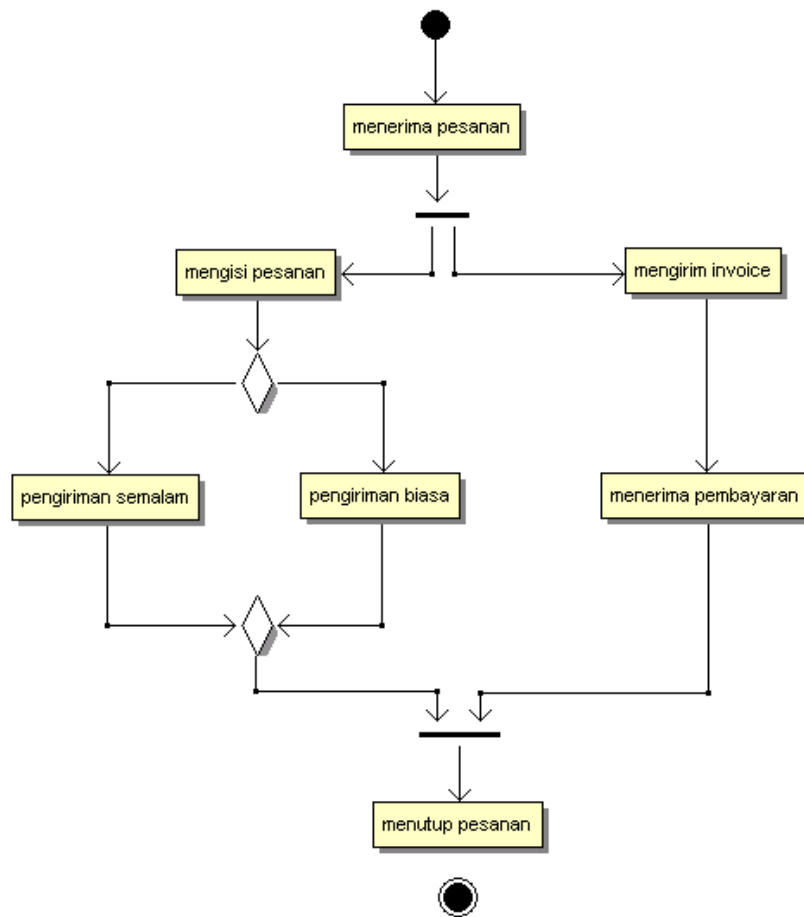 menerima pesanan
mengisi pesanan
mengirim invoice
pengiriman semalam
pengiriman biasa
menerima pembayaran
menutup pesanan